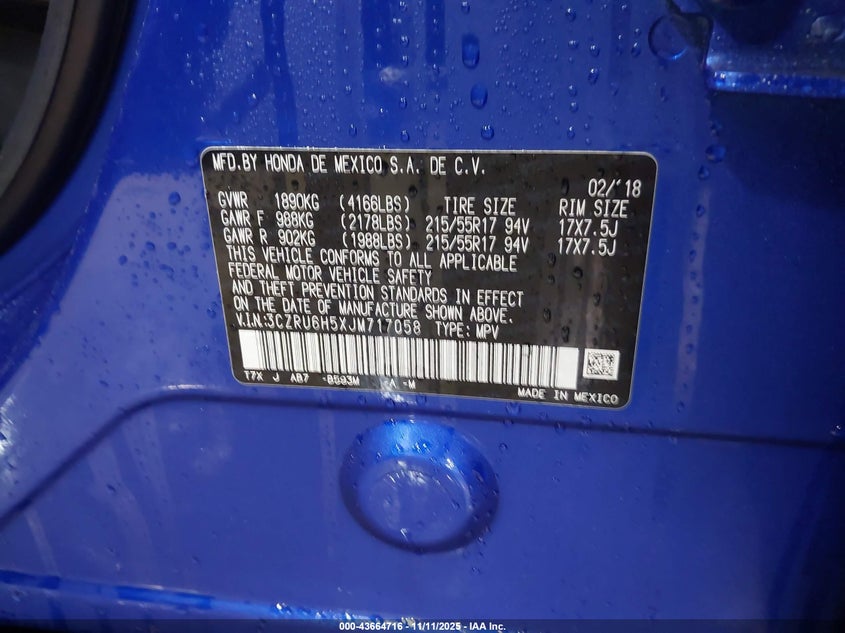 MFD.BY HONDA DE MEXICO S.A. DE C.V.
02/'18
GVWR 1890KG (4166LBS) TIRE SIZE RIM SIZE
GAWR F 988KG (2178LBS) 215/55R17 94V 17X7.5J
GAWR R 902KG (1988LBS) 215/55R17 94V 17X7.5J
THIS VEHICLE CONFORMS TO ALL APPLICABLE
FEDERAL MOTOR VEHICLE SAFETY
AND THEFT PREVENTION STANDARDS IN EFFECT
ON THE DATE OF MANUFACTURE SHOWN ABOVE.
V.I.N:3CZRU6H5XJM717058 TYPE: MPV
T7X J AB7 -B593M A -M
MADE IN MEXICO
000-43664716 - 11/11/2025 - IAA Inc.